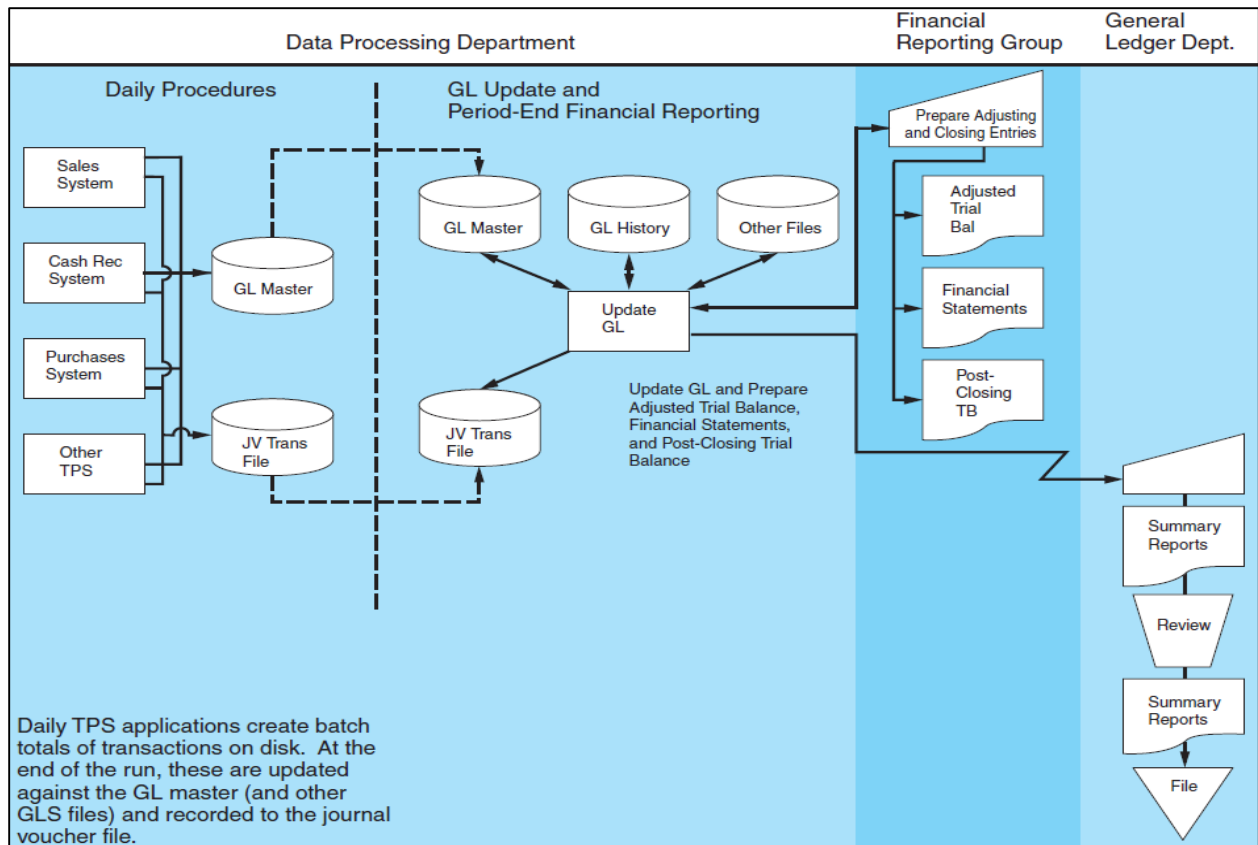 Data Processing Department
Financial
Reporting Group
General
Ledger Dept.
Daily Procedures
GL Update and
Period-End Financial Reporting
Sales
System
Cash Rec
System
Purchases
System
Other
TPS
GL Master
JV Trans
File
GL Master
GL History
Other Files
Update
GL
JV Trans
File
Update GL and Prepare
Adjusted Trial Balance,
Financial Statements,
and Post-Closing Trial
Balance
Prepare Adjusting
and Closing Entries
Adjusted
Trial
Bal
Financial
Statements
Post-
Closing
TB
Summary
Reports
Review
Summary
Reports
File
Daily TPS applications create batch
totals of transactions on disk. At the
end of the run, these are updated
against the GL master (and other
GLS files) and recorded to the journal
voucher file.